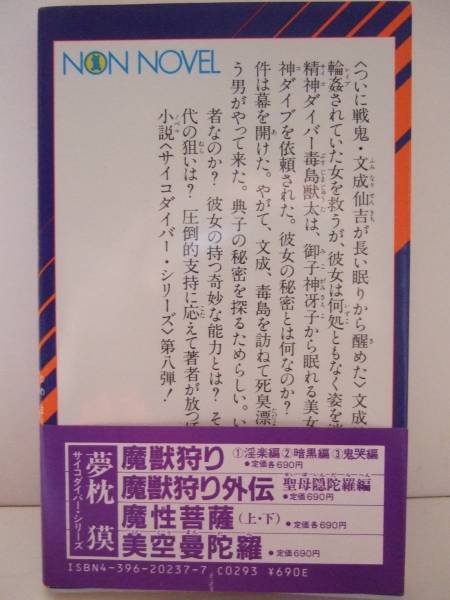 NON NOVEL
〈ついに戦鬼・文成仙吉が長い眠りから醒めた〉文成
輪姦されていた女を救うが、彼女は何処ともなく姿を消
精神ダイバー毒島獣太は、御子神冴子から眠れる美女
神ダイブを依頼された。彼女の秘密とは何なのか？
件は幕を開けた。やがて、文成、毒島を訪ねて死臭漂
う男がやって来た。典子の秘密を探るためらしい。い
者なのか？ 彼女の持つ奇妙な能力とは？ そ
代の狙いは？ 圧倒的支持に応えて著者が放つ
小説〈サイコダイバー・シリーズ〉第八弾！
夢枕 獏
サイコダイバー・シリーズ
魔獣狩り ①淫楽編②暗黒編③鬼哭編
●定価各690円
魔獣狩り外伝 聖母隠陀羅編
●定価690円
魔性菩薩（上・下）●定価各690円
美空曼陀羅 ●定価690円
ISBN4-396-20237-7 C0293 ¥690E